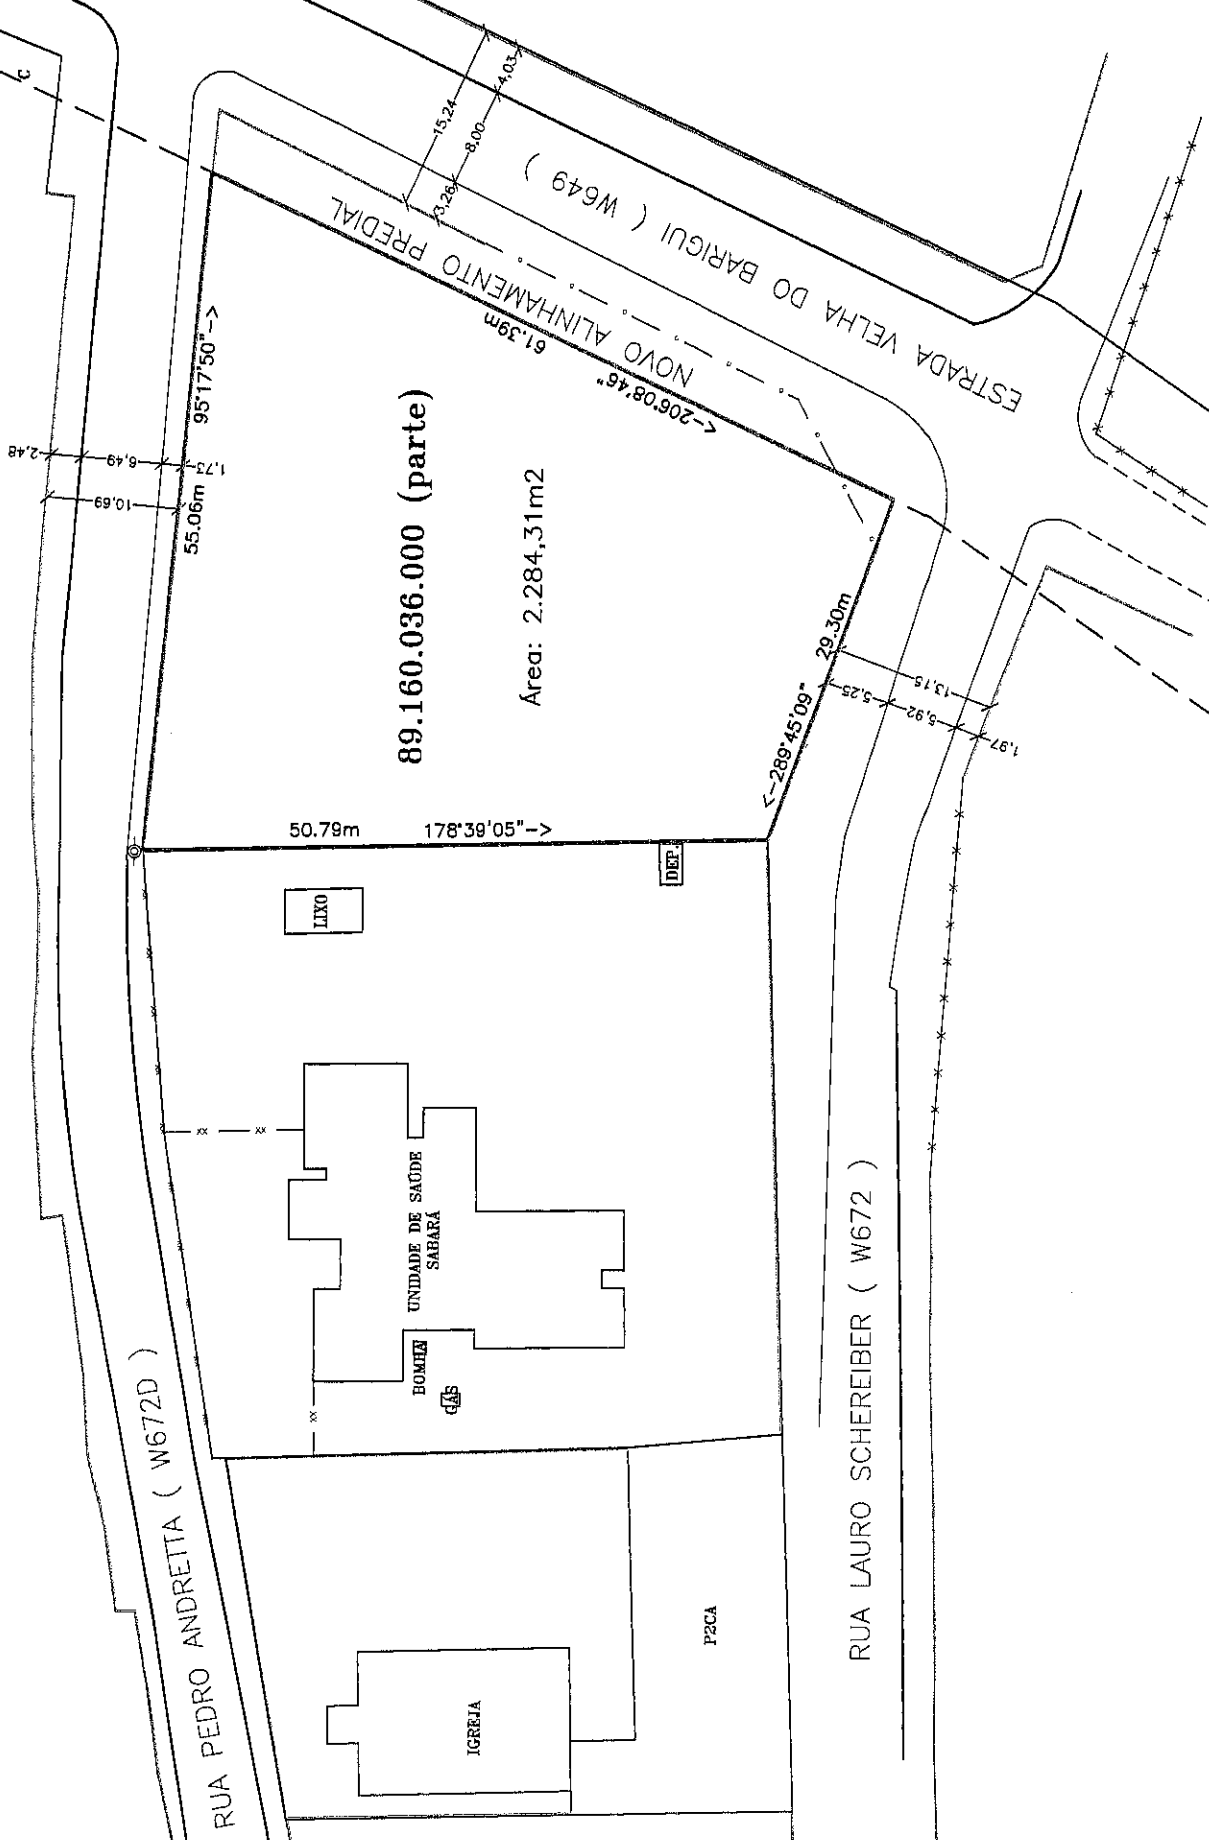 C
15,24
4,03
8,00
3,26
ESTRADA VELHA DO BARIGUI ( W649 )
NOVO ALINHAMENTO PREDIAL
61.39m
<-206°08'46"
95°17'50"->
55.06m
2,48
6,49
1,73
10,69
89.160.036.000 (parte)
Área: 2.284,31m2
29.30m
<-289°45'09"
13,15
5,25
5,92
1,97
50.79m
178°39'05"->
DEP.
LIXO
UNIDADE DE SAÚDE
SABARÁ
BOMBA
GÁS
RUA PEDRO ANDRETTA ( W672D )
RUA LAURO SCHEREIBER ( W672 )
P2CA
IGREJA